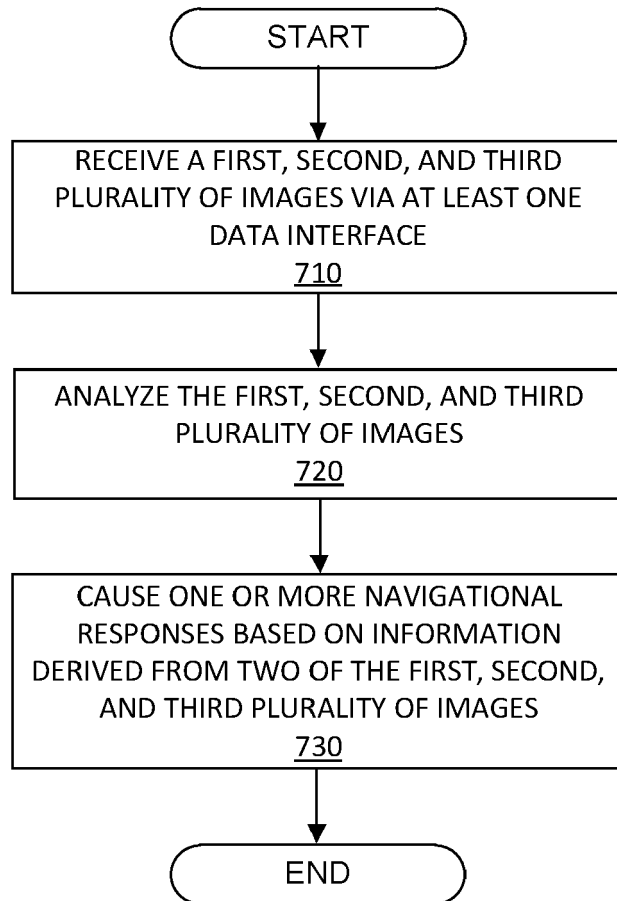 START
RECEIVE A FIRST, SECOND, AND THIRD
PLURALITY OF IMAGES VIA AT LEAST ONE
DATA INTERFACE
710
ANALYZE THE FIRST, SECOND, AND THIRD
PLURALITY OF IMAGES
720
CAUSE ONE OR MORE NAVIGATIONAL
RESPONSES BASED ON INFORMATION
DERIVED FROM TWO OF THE FIRST, SECOND,
AND THIRD PLURALITY OF IMAGES
730
END